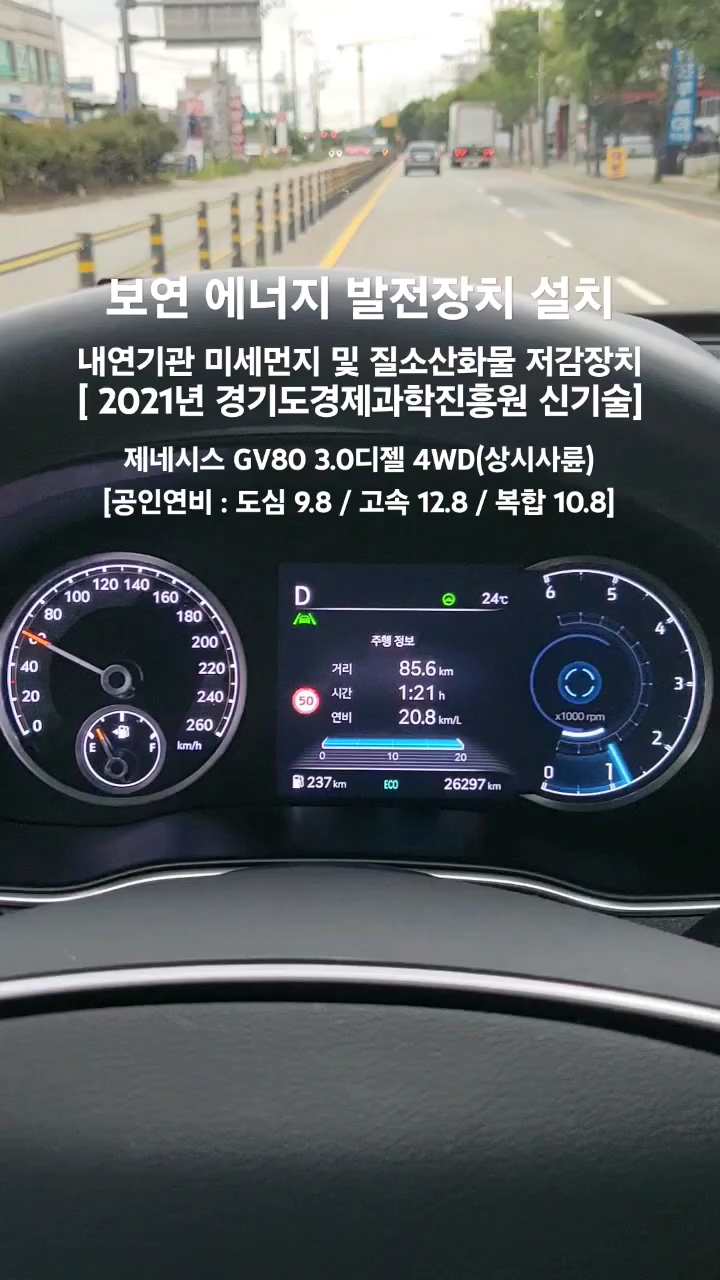 보연 에너지 발전장치 설치
내연기관 미세먼지 및 질소산화물 저감장치
[ 2021년 경기도경제과학진흥원 신기술]
제네시스 GV80 3.0디젤 4WD(상시사륜)
[공인연비 : 도심 9.8 / 고속 12.8 / 복합 10.8]
0 20 40 80 100 120 140 160 180 200 220 240 260
km/h
E F
D 24°c
주행 정보
거리 85.6 km
50
시간 1:21 h
연비 20.8 km/L
0 10 20
237 km ECO 26297 km
6 5 4 3 2 1 0
x1000 rpm